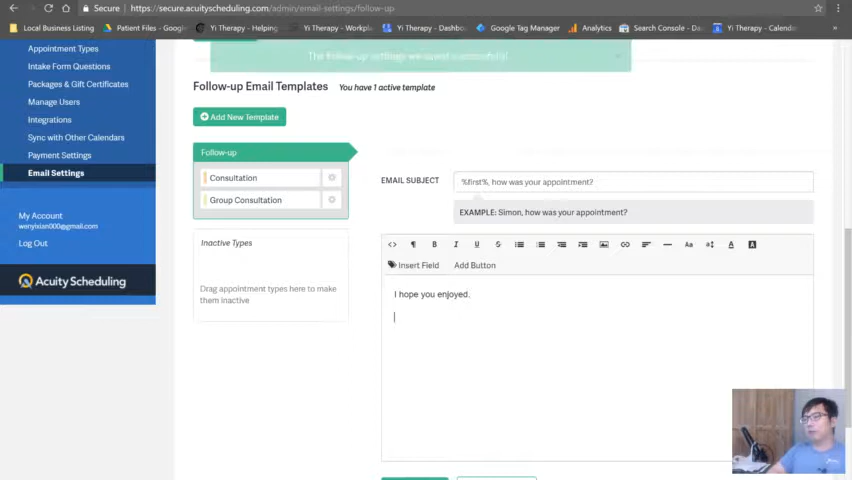 Secure | https://secure.acuityscheduling.com/admin/email-settings/follow-up
Local Business Listing
Patient Files - Google
Yi Therapy - Helping
Yi Therapy - Workpl
Yi Therapy - Dashbo
Google Tag Manager
Analytics
Search Console - Da
Yi Therapy - Calenda
»
Appointment Types
Intake Form Questions
Packages & Gift Certificates
Manage Users
Integrations
Sync with Other Calendars
Payment Settings
Email Settings
My Account
wenyixian000@gmail.com
Log Out
Acuity Scheduling
The follow-up settings
saved successfully!
Follow-up Email Templates
You have 1 active template
Add New Template
Follow-up
Consultation
Group Consultation
Inactive Types
Drag appointment types here to make
them inactive
EMAIL SUBJECT
%first%, how was your appointment?
EXAMPLE: Simon, how was your appointment?
Insert Field
Add Button
I hope you enjoyed.